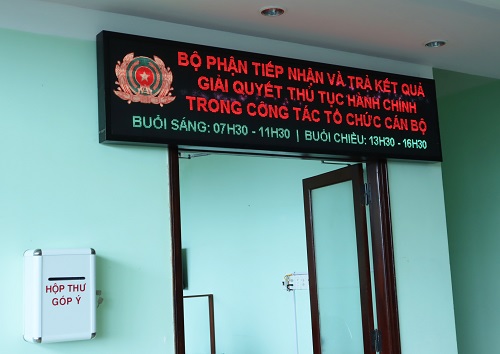 BỘ PHẬN TIẾP NHẬN VÀ TRẢ KẾT QUẢ
GIẢI QUYẾT THỦ TỤC HÀNH CHÍNH
TRONG CÔNG TÁC TỔ CHỨC CÁN BỘ
BUỔI SÁNG: 07H30 - 11H30 | BUỔI CHIỀU: 13H30 - 16H30
HỘP THƯ
GÓP Ý